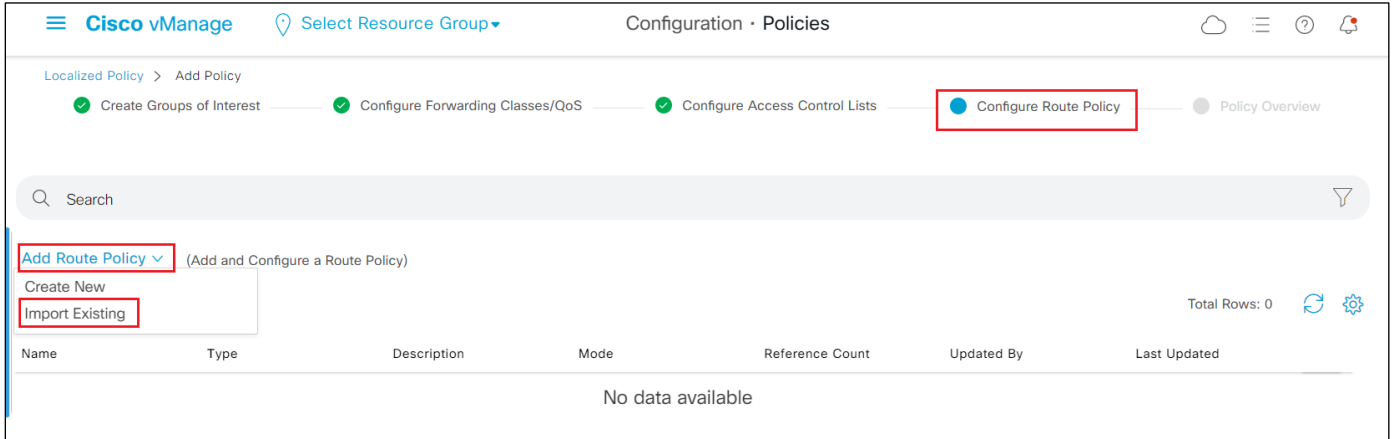 Cisco vManage Select Resource Group Configuration · Policies
Localized Policy > Add Policy
Create Groups of Interest Configure Forwarding Classes/QoS Configure Access Control Lists Configure Route Policy Policy Overview
Search
Add Route Policy (Add and Configure a Route Policy)
Create New
Import Existing
Total Rows: 0
Name Type Description Mode Reference Count Updated By Last Updated
No data available